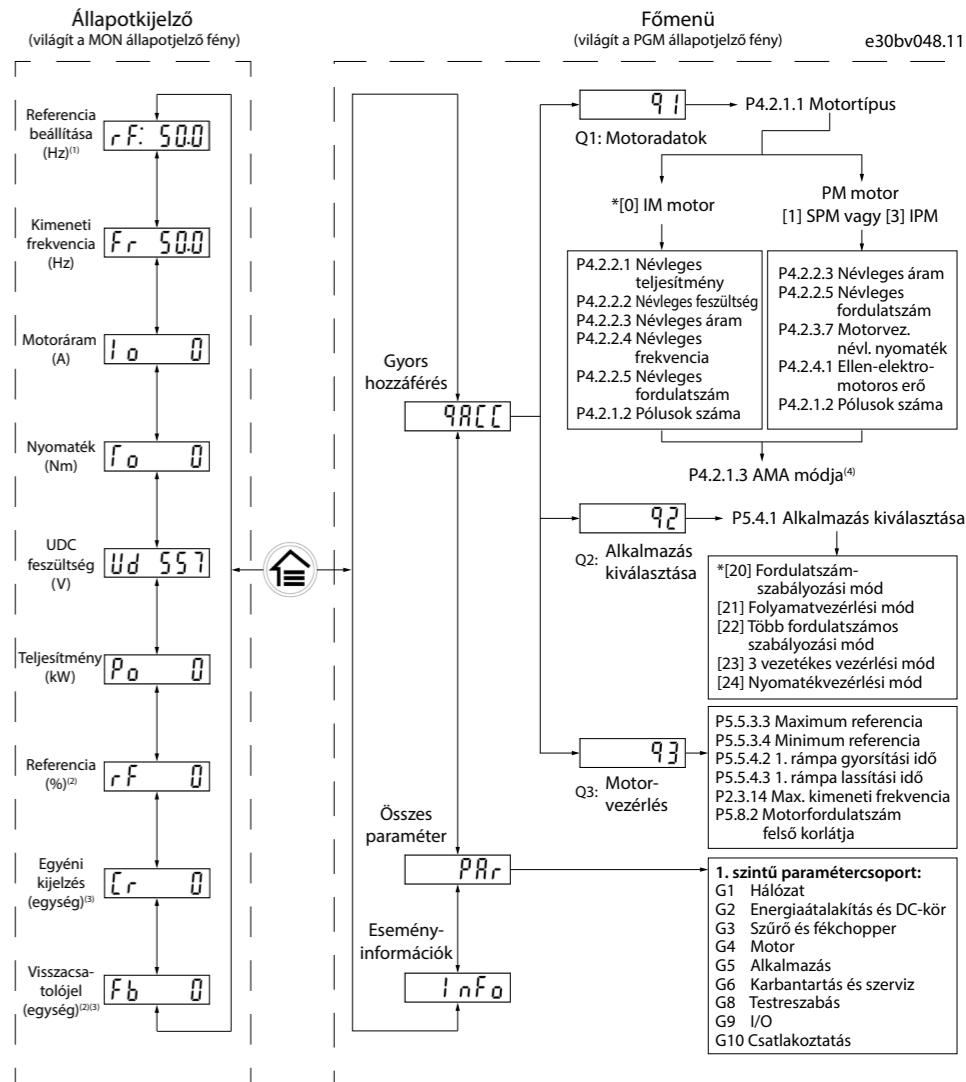 Állapotkijelző
(világít a MON állapotjelző fény)
Főmenü
(világít a PGM állapotjelző fény)
e30bv048.11
Referencia
beállítása
(Hz)(1)
rF: 50.0
Kimeneti
frekvencia
(Hz)
Fr 50.0
Motoráram
(A)
Io 0
Nyomaték
(Nm)
To 0
UDC
feszültség
(V)
Ud 557
Teljesítmény
(kW)
Po 0
Referencia
(%)(2)
rF 0
Egyéni
kijelzés
(egység)(3)
Cr 0
Visszacsa-
tolójel
(egység)(2)(3)
Fb 0
Gyors
hozzáférés
qACC
Összes
paraméter
PAr
Esemény-
információk
InFo
q1
Q1: Motoradatok
P4.2.1.1 Motortípus
*[0] IM motor
PM motor
[1] SPM vagy [3] IPM
P4.2.2.1 Névleges
teljesítmény
P4.2.2.2 Névleges feszültség
P4.2.2.3 Névleges áram
P4.2.2.4 Névleges
frekvencia
P4.2.2.5 Névleges
fordulatszám
P4.2.1.2 Pólusok száma
P4.2.2.3 Névleges áram
P4.2.2.5 Névleges
fordulatszám
P4.2.3.7 Motorvez.
névl. nyomaték
P4.2.4.1 Ellen-elektro-
motoros erő
P4.2.1.2 Pólusok száma
P4.2.1.3 AMA módja(4)
q2
Q2: Alkalmazás
kiválasztása
P5.4.1 Alkalmazás kiválasztása
*[20] Fordulatszám-
szabályozási mód
[21] Folyamatvezérlési mód
[22] Több fordulatszámos
szabályozási mód
[23] 3 vezetékes vezérlési mód
[24] Nyomatékvezérlési mód
q3
Q3: Motor-
vezérlés
P5.5.3.3 Maximum referencia
P5.5.3.4 Minimum referencia
P5.5.4.2 1. rámpa gyorsítási idő
P5.5.4.3 1. rámpa lassítási idő
P2.3.14 Max. kimeneti frekvencia
P5.8.2 Motorfordulatszám
felső korlátja
1. szintű paramétercsoport:
G1 Hálózat
G2 Energiaátalakítás és DC-kör
G3 Szűrő és fékchopper
G4 Motor
G5 Alkalmazás
G6 Karbantartás és szerviz
G8 Testreszabás
G9 I/O
G10 Csatlakoztatás